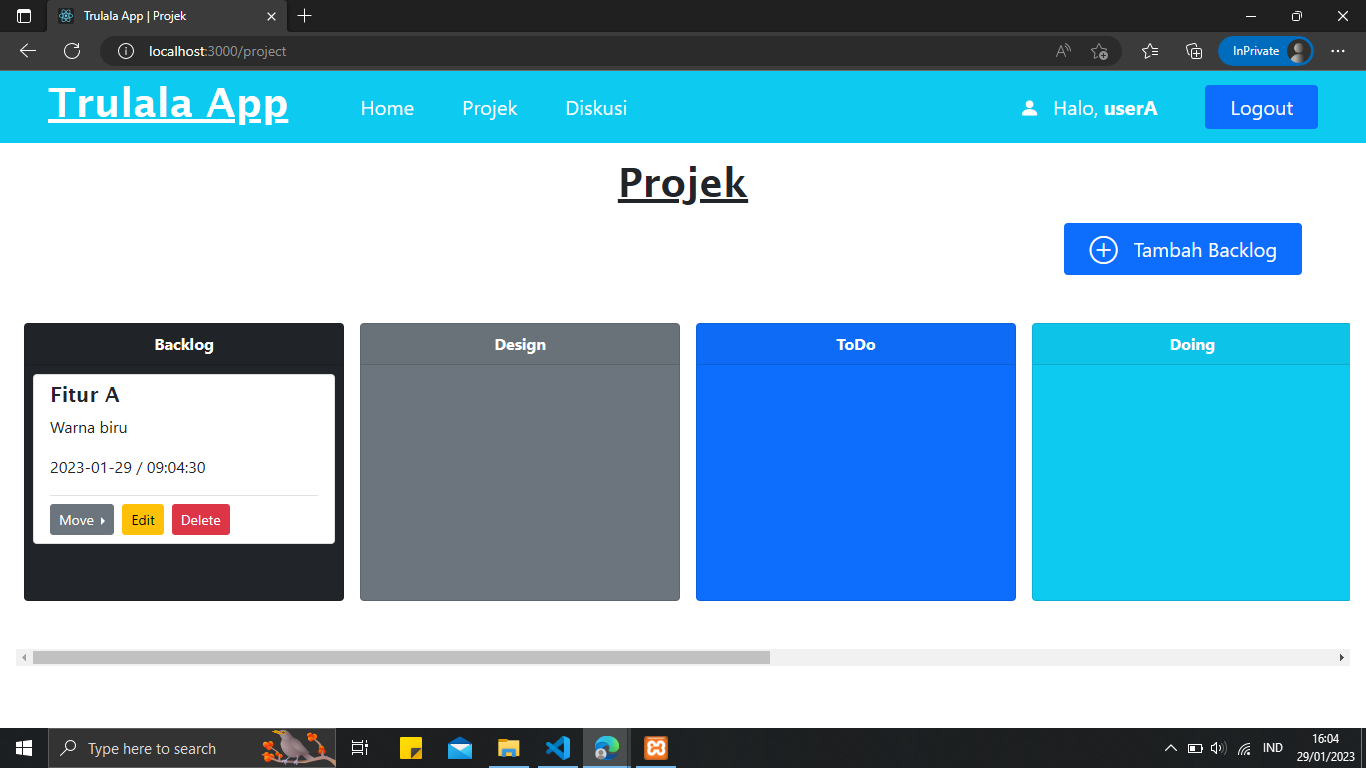 Trulala App | Projek
localhost:3000/project
InPrivate
Trulala App
Home
Projek
Diskusi
Halo, userA
Logout
Projek
Tambah Backlog
Backlog
Design
ToDo
Doing
Fitur A
Warna biru
2023-01-29 / 09:04:30
Move
Edit
Delete
Type here to search
IND
16:04
29/01/2023